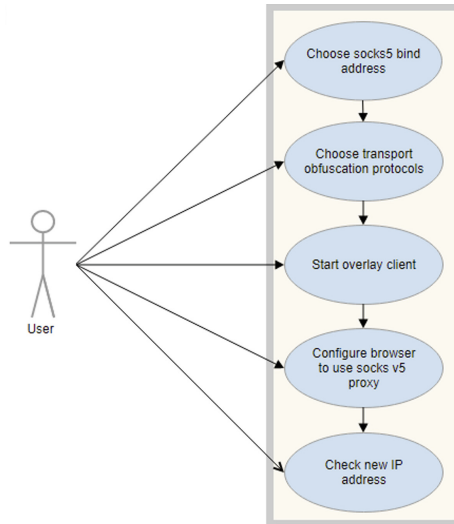 Choose socks5 bind
address
Choose transport
obfuscation protocols
Start overlay client
User
Configure browser
to use socks v5
proxy
Check new IP
address